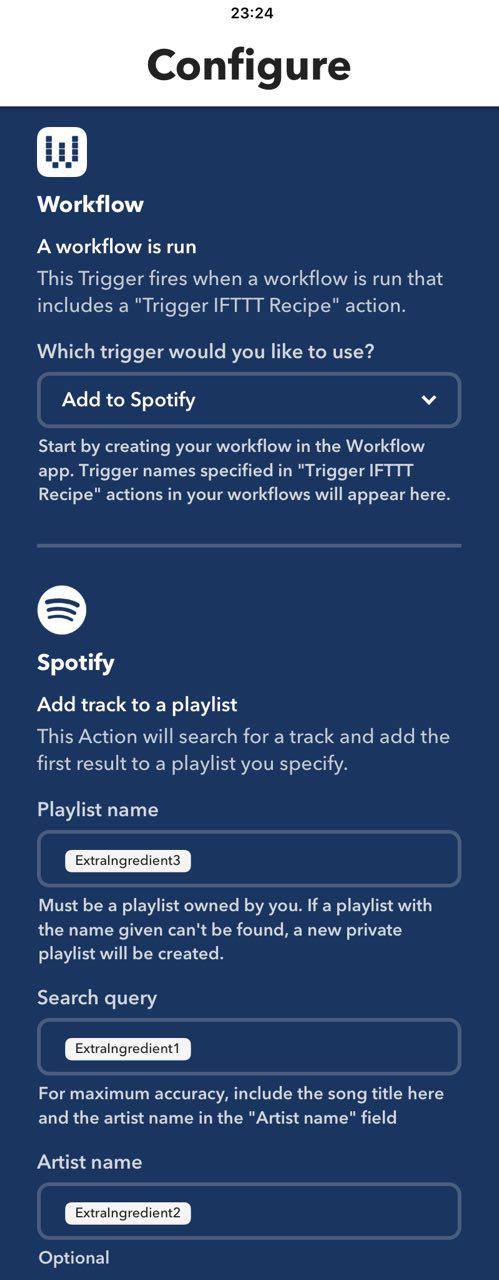 23:24
Configure
Workflow
A workflow is run
This Trigger fires when a workflow is run that
includes a "Trigger IFTTT Recipe" action.
Which trigger would you like to use?
Add to Spotify
Start by creating your workflow in the Workflow
app. Trigger names specified in "Trigger IFTTT
Recipe" actions in your workflows will appear here.
Spotify
Add track to a playlist
This Action will search for a track and add the
first result to a playlist you specify.
Playlist name
ExtraIngredient3
Must be a playlist owned by you. If a playlist with
the name given can't be found, a new private
playlist will be created.
Search query
ExtraIngredient1
For maximum accuracy, include the song title here
and the artist name in the "Artist name" field
Artist name
ExtraIngredient2
Optional